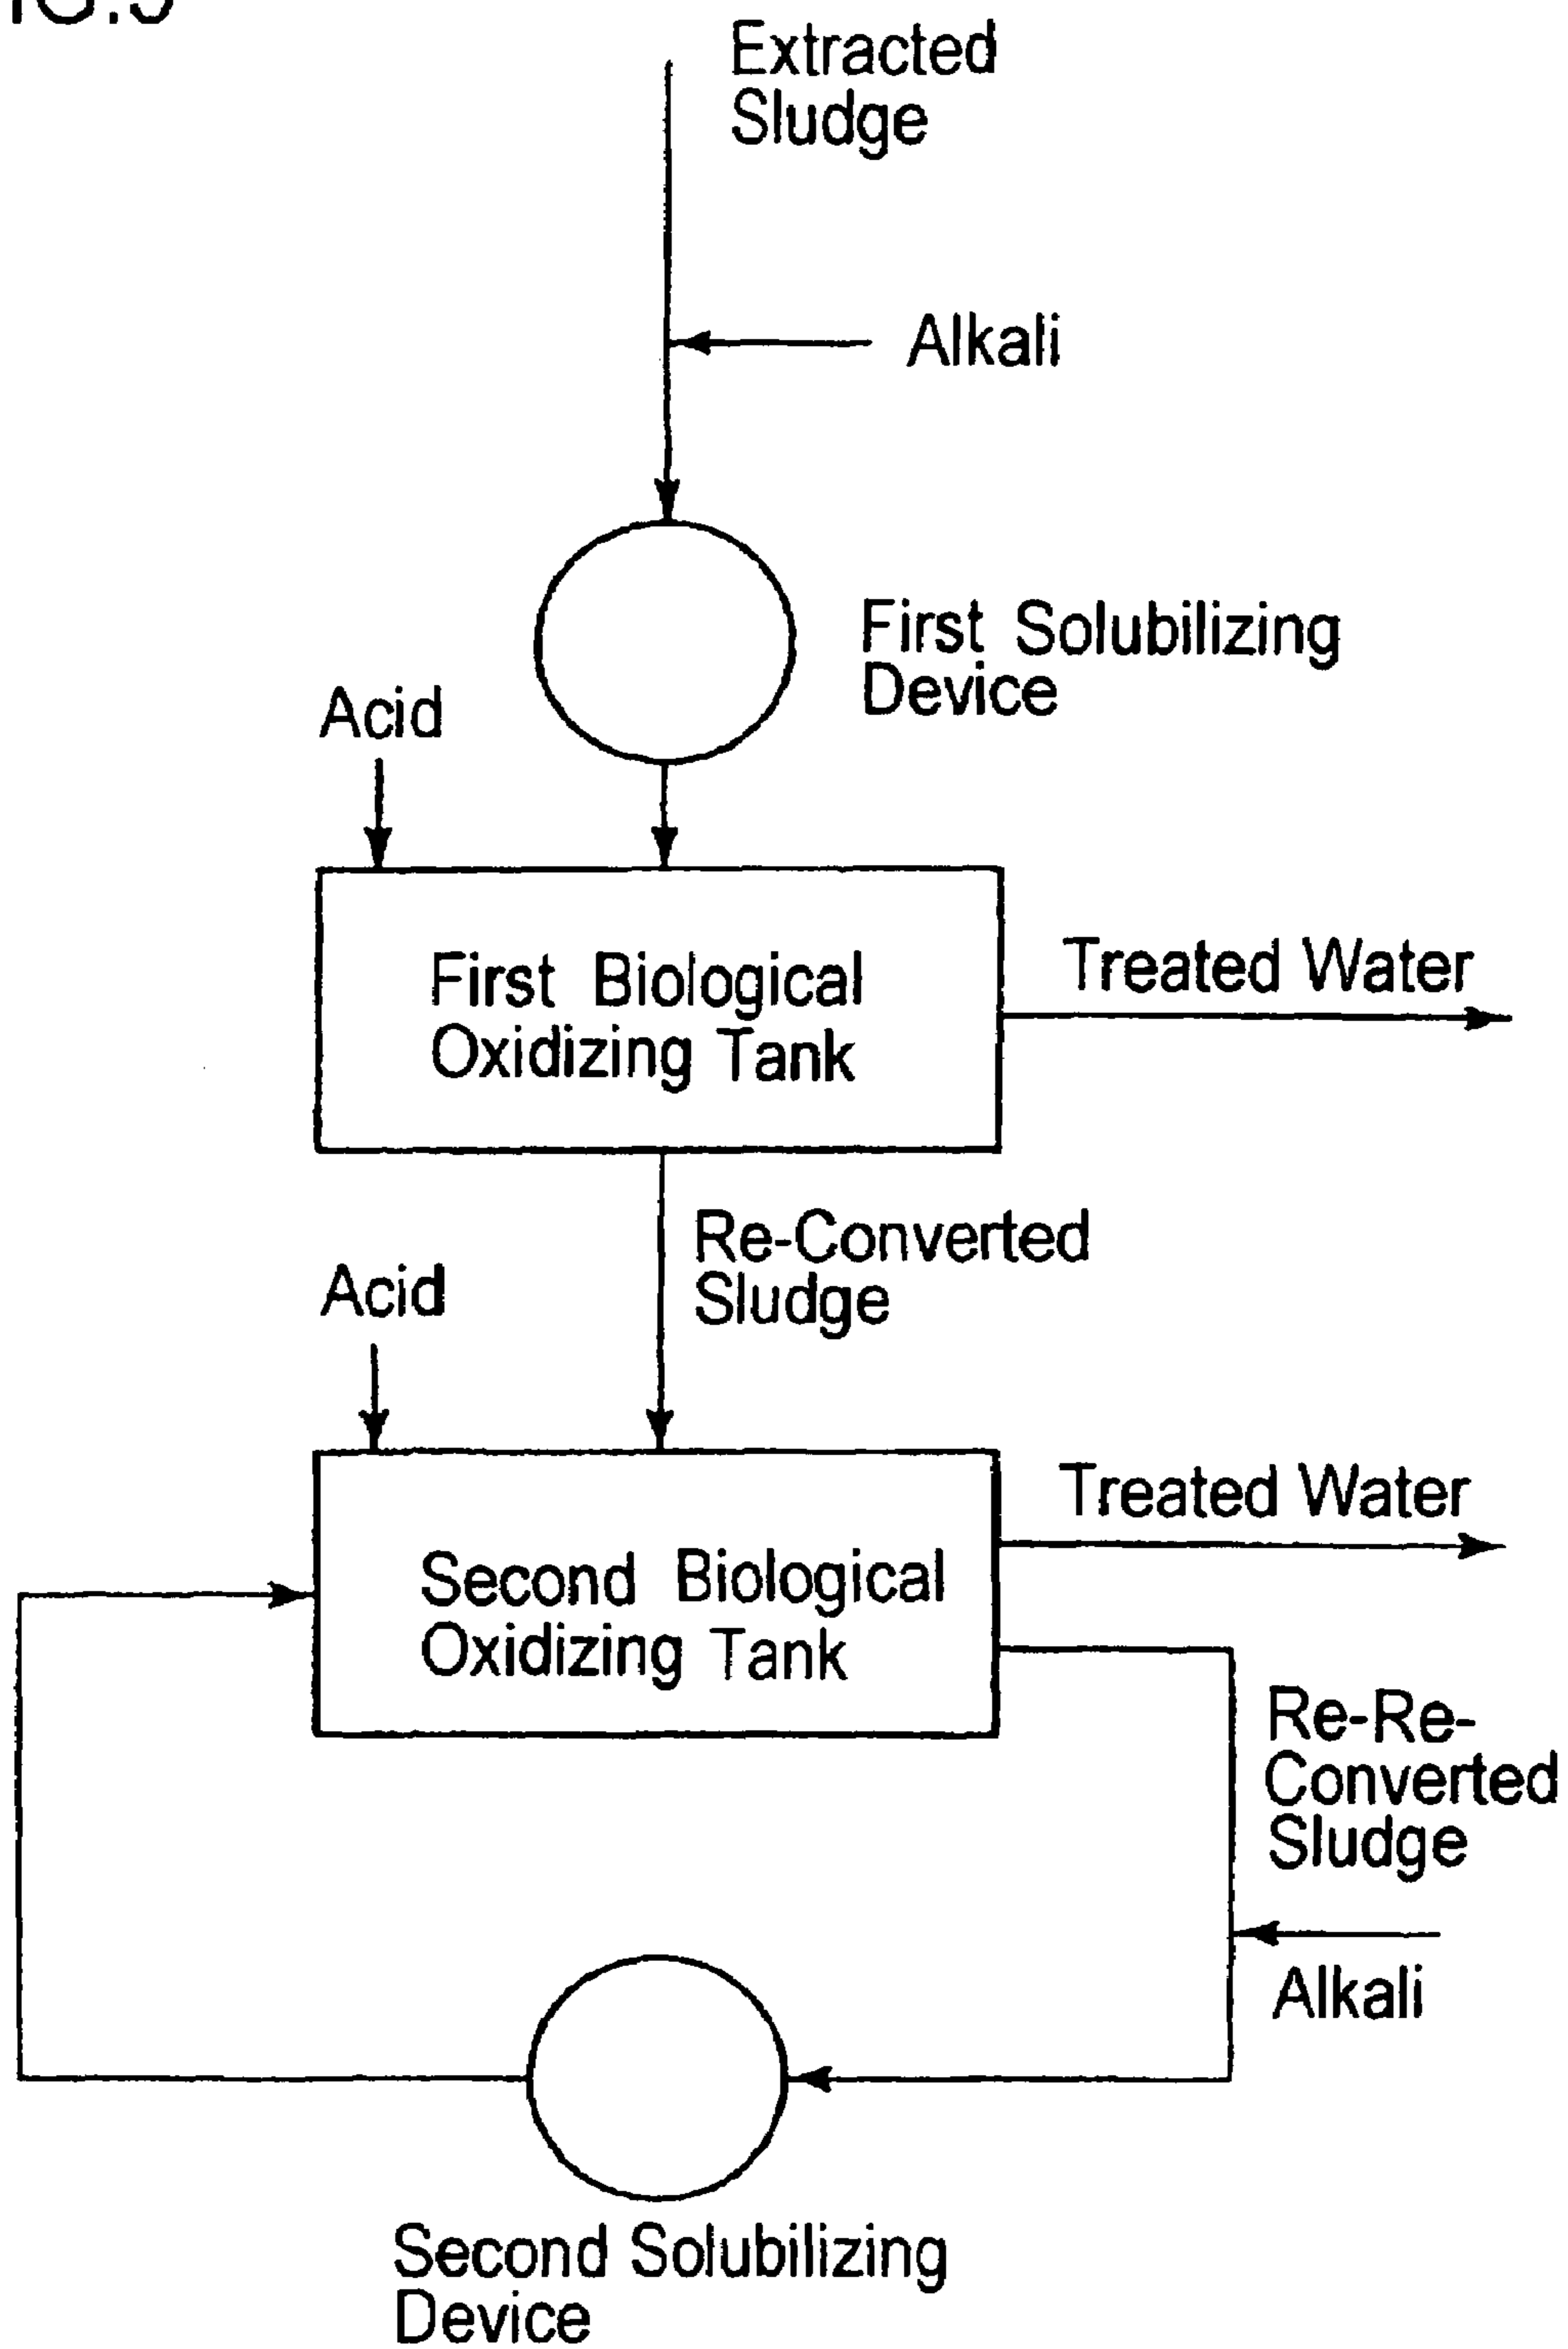 Extracted
Sludge
Alkali
First Solubilizing
Device
Acid
First Biological
Oxidizing Tank
Treated Water
Re-Converted
Sludge
Acid
Second Biological
Oxidizing Tank
Treated Water
Re-Re-
Converted
Sludge
Alkali
Second Solubilizing
Device